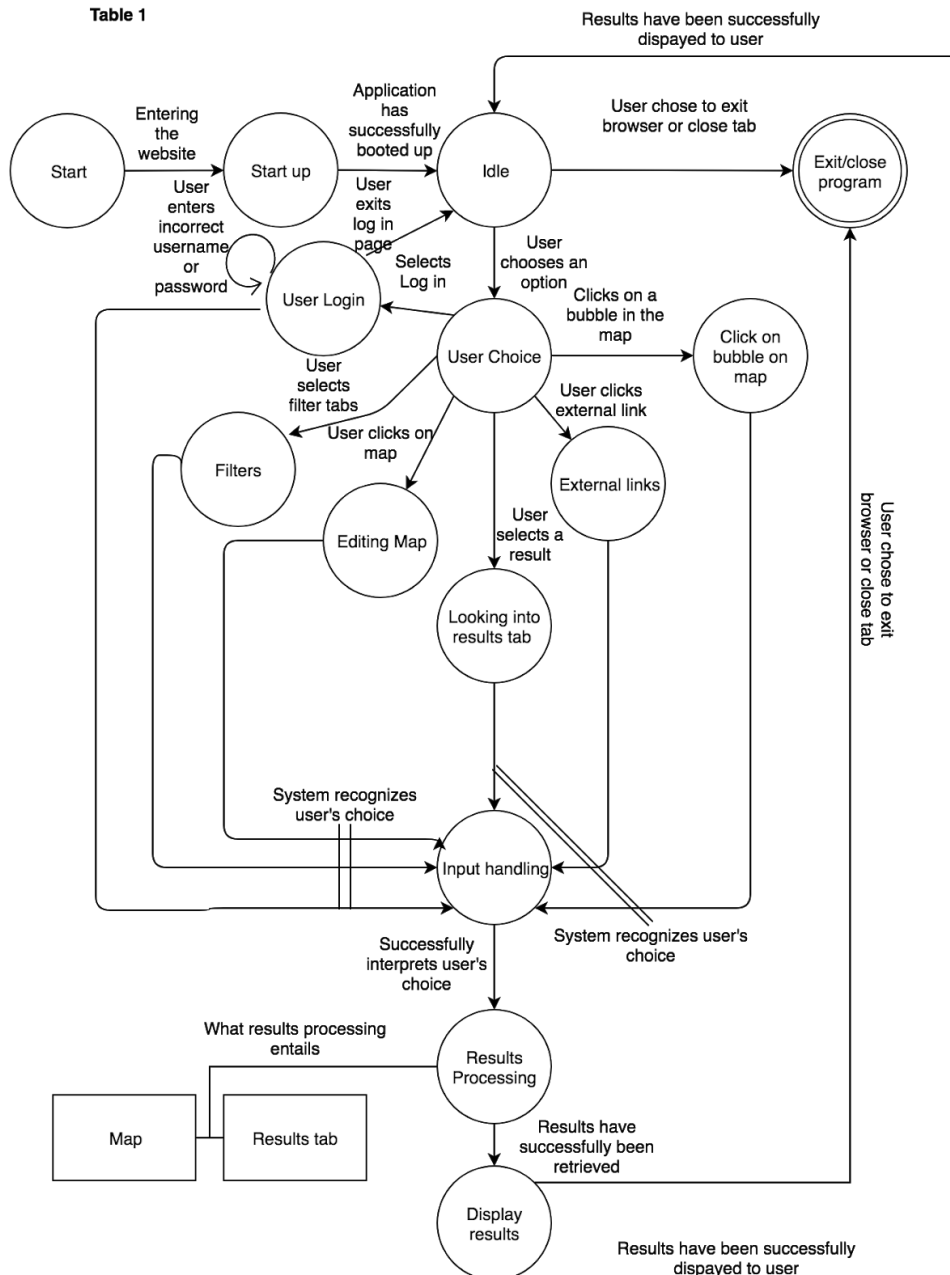 Table 1
Results have been successfully
dispayed to user
Entering
the
website
Application
has
successfully
booted up
User chose to exit
browser or close tab
Start
Start up
Idle
Exit/close
program
User
enters
incorrect
username
or
password
User
exits
log in
page
Selects
Log in
User
chooses an
option
Clicks on a
bubble in the
map
User Login
User Choice
Click on
bubble on
map
User
selects
filter tabs
User clicks on
map
User clicks
external link
Filters
Editing Map
External links
User
selects a
result
User chose to exit
browser or close tab
Looking into
results tab
System recognizes
user's choice
Input handling
System recognizes user's
choice
Successfully
interprets user's
choice
What results processing
entails
Results
Processing
Map
Results tab
Results have
successfully been
retrieved
Display
results
Results have been successfully
dispayed to user